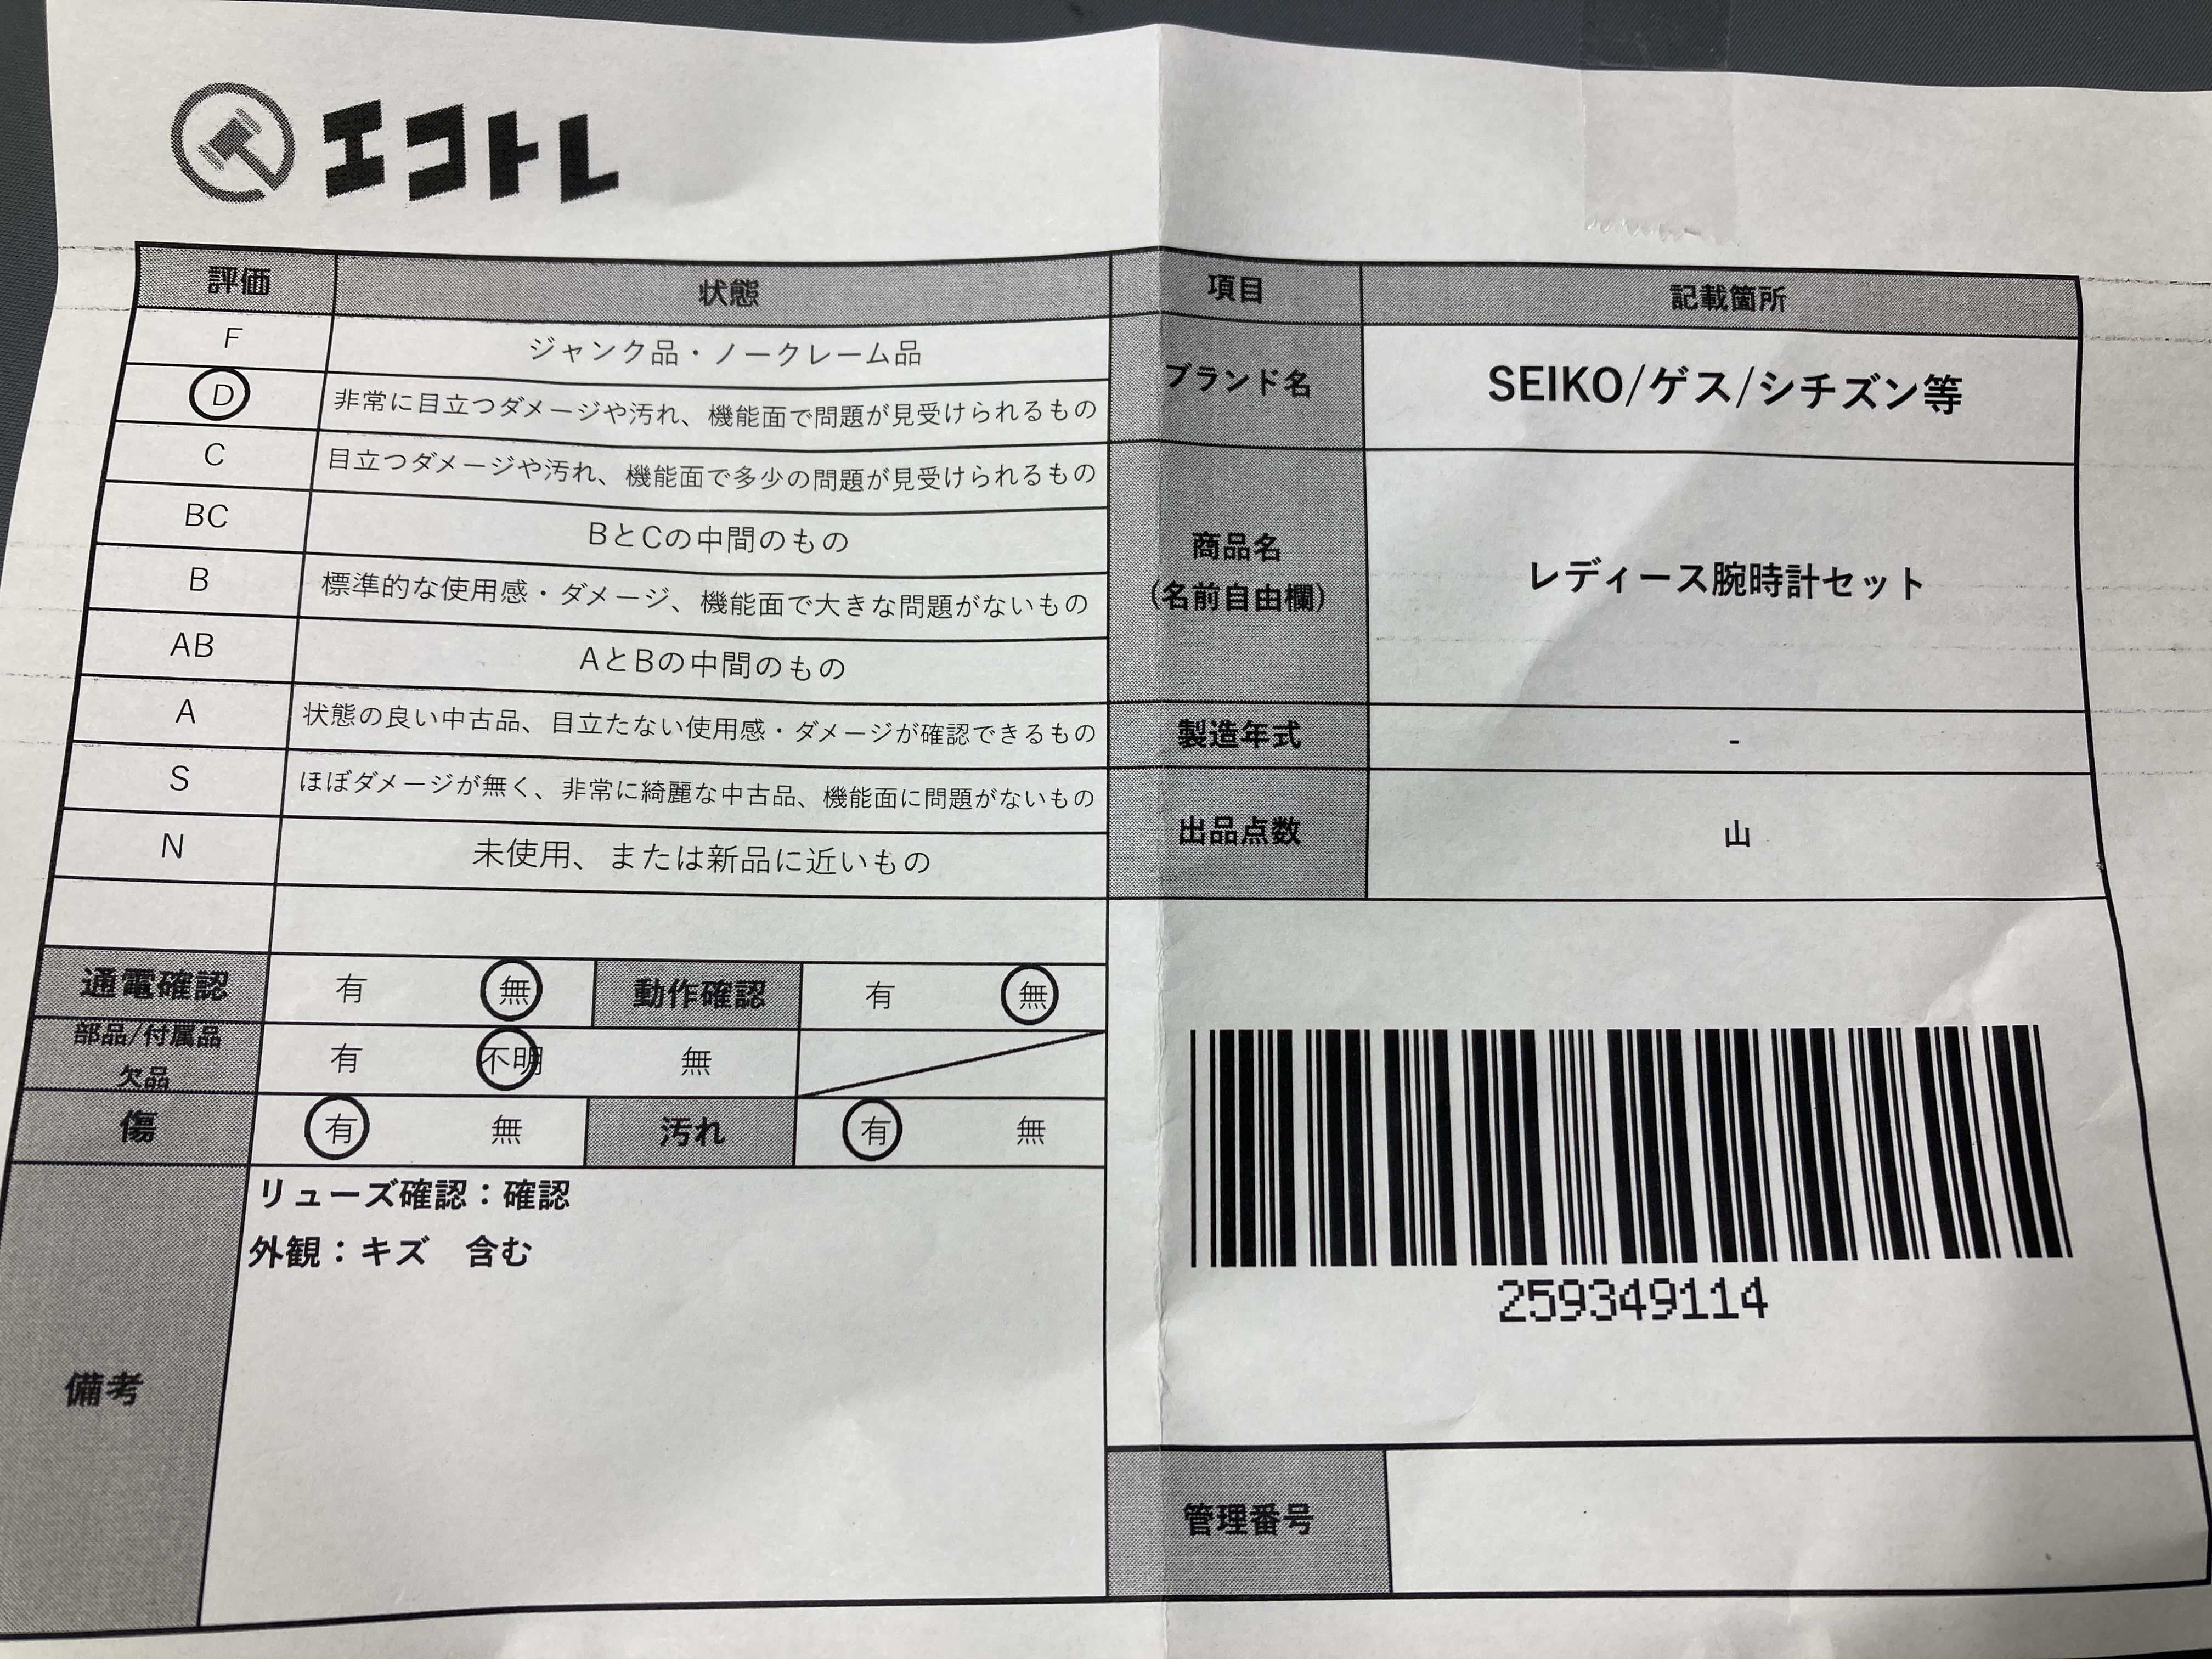 エコトレ
評価 状態
F ジャンク品・ノークレーム品
D 非常に目立つダメージや汚れ、機能面で問題が見受けられるもの
C 目立つダメージや汚れ、機能面で多少の問題が見受けられるもの
BC BとCの中間のもの
B 標準的な使用感・ダメージ、機能面で大きな問題がないもの
AB AとBの中間のもの
A 状態の良い中古品、目立たない使用感・ダメージが確認できるもの
S ほぼダメージが無く、非常に綺麗な中古品、機能面に問題がないもの
N 未使用、または新品に近いもの
通電確認 有 無 動作確認 有 無
部品/付属品
欠品 有 不明 無
傷 有 無 汚れ 有 無
備考
リューズ確認：確認
外観：キズ 含む
項目 記載箇所
ブランド名 SEIKO/ゲス/シチズン等
商品名
（名前自由欄） レディース腕時計セット
製造年式 -
出品点数 山
259349114
管理番号